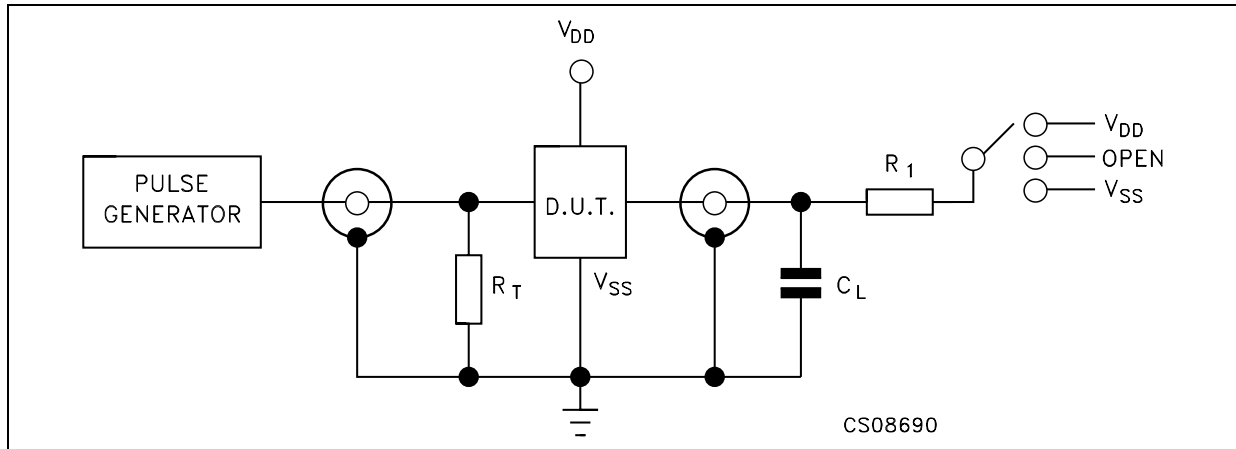 VDD
PULSE
GENERATOR
D.U.T.
R1
VDD
OPEN
VSS
RT
VSS
CL
CS08690